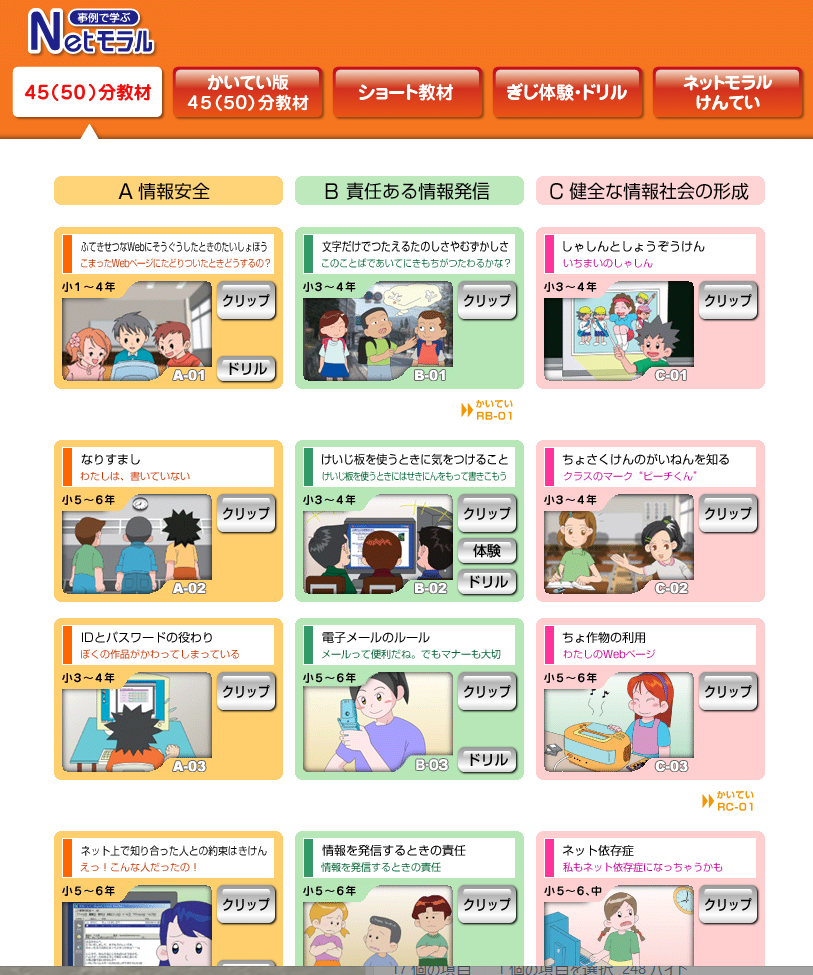 事例で学ぶ
Netモラル
45(50)分教材
かいてい版
45(50)分教材
ショート教材
ぎじ体験・ドリル
ネットモラル
けんてい
A 情報安全
B 責任ある情報発信
C 健全な情報社会の形成
ふてきせつなWebにそうぐうしたときのたいしょほう
こまったWebページにたどりついたときどうするの？
小1～4年
クリップ
ドリル
A-01
文字だけでつたえるたのしさやむずかしさ
このことばであいてにきもちがつたわるかな？
小3～4年
クリップ
B-01
かいてい
RB-01
しゃしんとしょうぞうけん
いちまいのしゃしん
小3～4年
クリップ
C-01
なりすまし
わたしは、書いていない
小5～6年
クリップ
A-02
けいじ板を使うときに気をつけること
けいじ板を使うときにはせきにんをもって書きこもう
小3～4年
クリップ
体験
ドリル
B-02
ちょさくけんのがいねんを知る
クラスのマーク“ピーチくん”
小3～4年
クリップ
C-02
IDとパスワードの役わり
ぼくの作品がかわってしまっている
小3～4年
クリップ
A-03
電子メールのルール
メールって便利だね。でもマナーも大切
小5～6年
クリップ
ドリル
B-03
ちょ作物の利用
わたしのWebページ
小5～6年
クリップ
C-03
かいてい
RC-01
ネット上で知り合った人との約束はきけん
えっ！こんな人だったの！
小5～6年
クリップ
情報を発信するときの責任
情報を発信するときの責任
小5～6年
クリップ
ネット依存症
私もネット依存症になっちゃうかも
小5～6、中
クリップ
17 個の項目 1 個の項目を選択 248 バイト